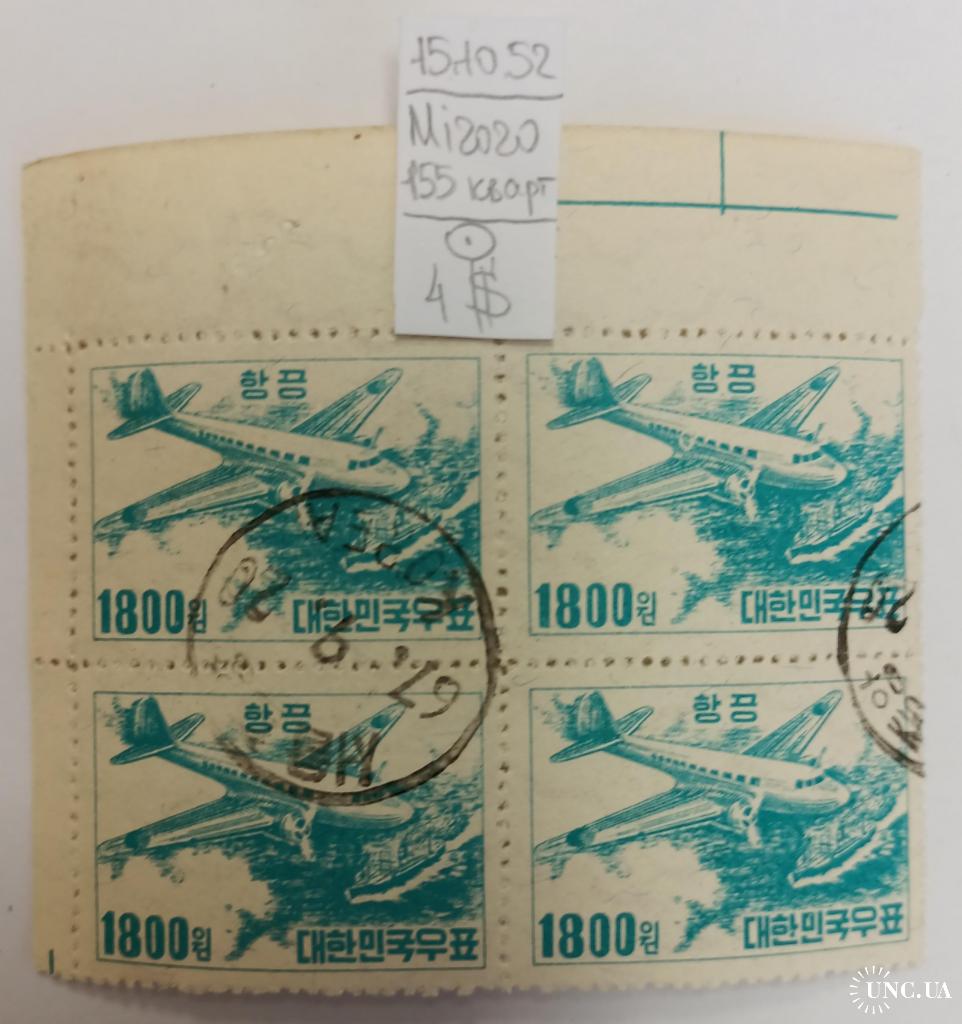 15.10.52
Mi2020
155 кварт
4 $
항공
항공
1800원
대한민국우표
1800원
대한민국우표
항공
항공
1800원
대한민국우표
1800원
대한민국우표
KOREA
UNC.UA